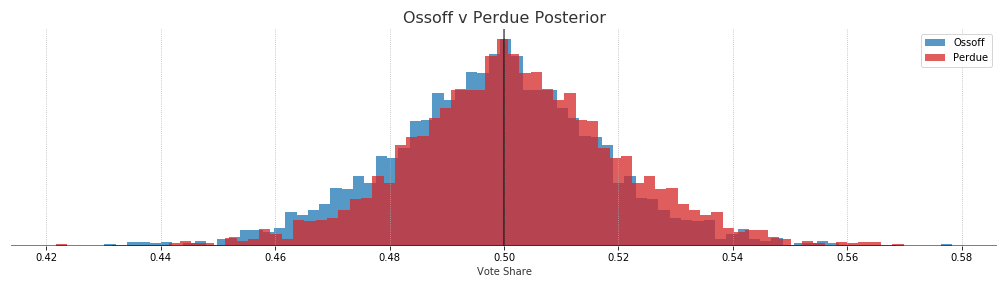 Ossoff v Perdue Posterior
Ossoff
Perdue
0.42 0.44 0.46 0.48 0.50 0.52 0.54 0.56 0.58
Vote Share